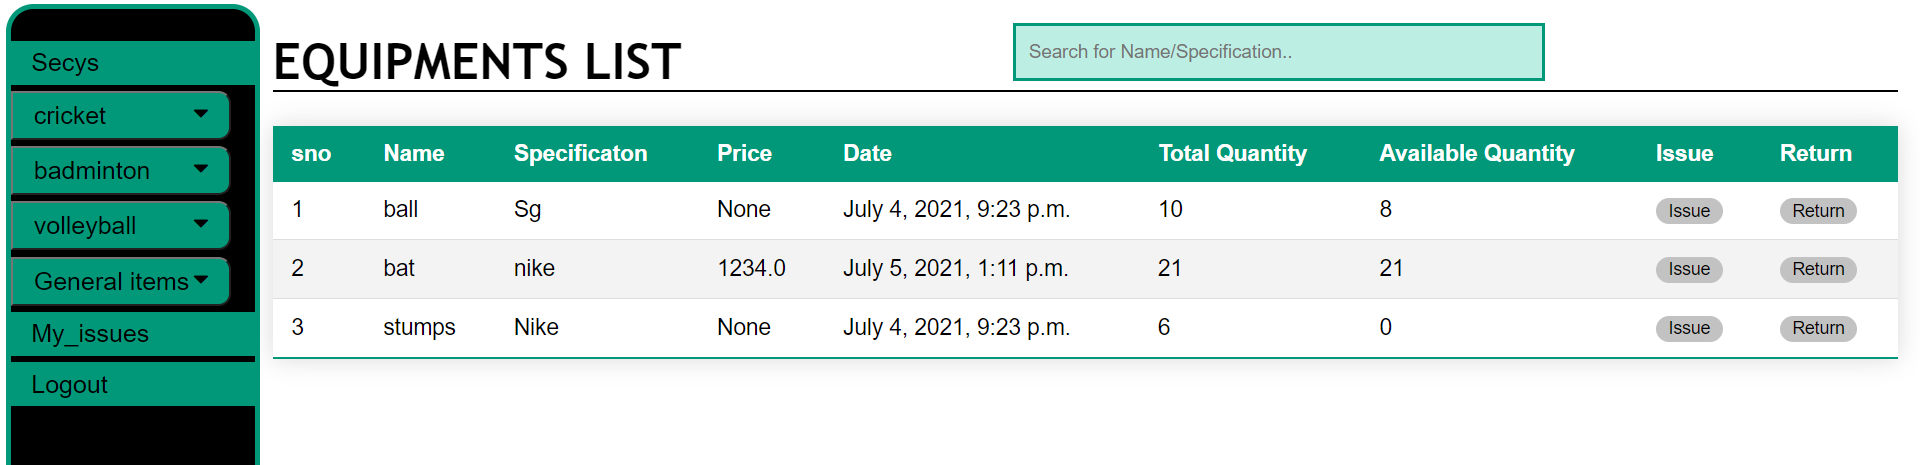 Secys
cricket
badminton
volleyball
General items
My_issues
Logout
EQUIPMENTS LIST
Search for Name/Specification..
sno Name Specificaton Price Date Total Quantity Available Quantity Issue Return
1 ball Sg None July 4, 2021, 9:23 p.m. 10 8 Issue Return
2 bat nike 1234.0 July 5, 2021, 1:11 p.m. 21 21 Issue Return
3 stumps Nike None July 4, 2021, 9:23 p.m. 6 0 Issue Return